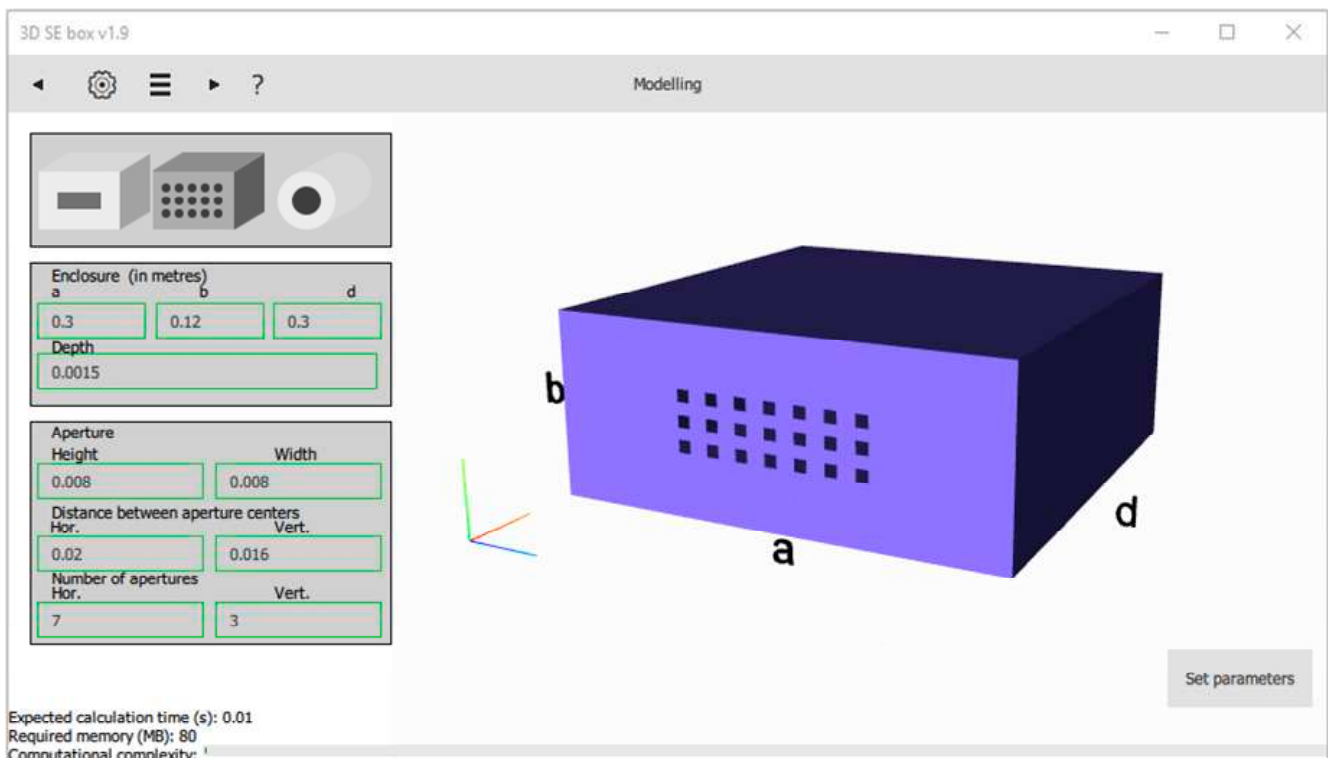 3D SE box v1.9
? Modelling
Enclosure (in metres)
a b d
0.3 0.12 0.3
Depth
0.0015
Aperture
Height Width
0.008 0.008
Distance between aperture centers
Hor. Vert.
0.02 0.016
Number of apertures
Hor. Vert.
7 3
b
a
d
Set parameters
Expected calculation time (s): 0.01
Required memory (MB): 80
Computational complexity: